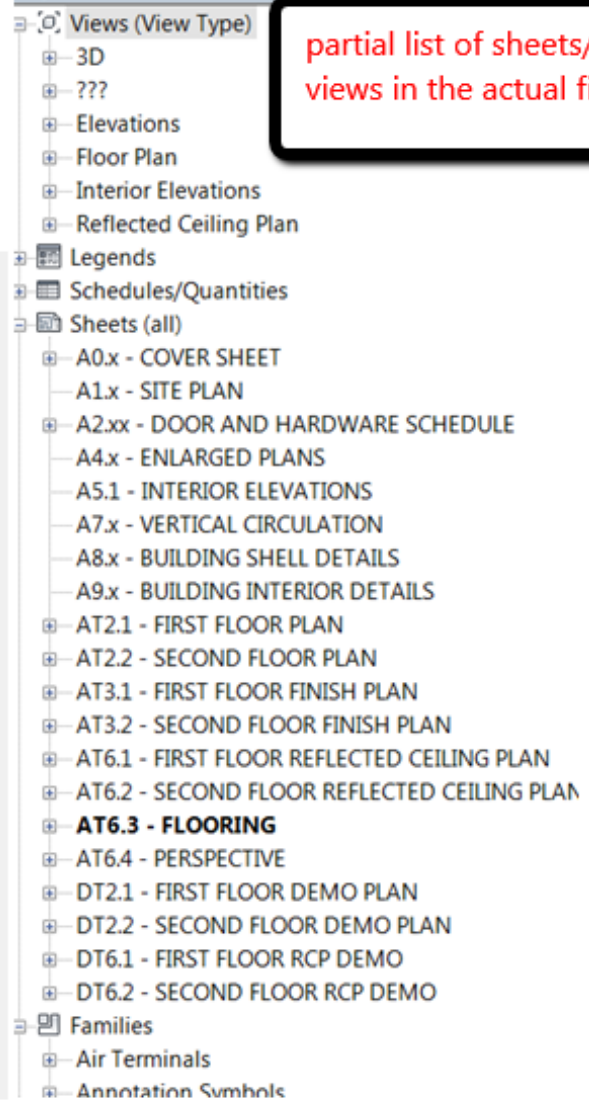 Views (View Type)
partial list of sheets/
views in the actual fi
3D
???
Elevations
Floor Plan
Interior Elevations
Reflected Ceiling Plan
Legends
Schedules/Quantities
Sheets (all)
A0.x - COVER SHEET
A1.x - SITE PLAN
A2.xx - DOOR AND HARDWARE SCHEDULE
A4.x - ENLARGED PLANS
A5.1 - INTERIOR ELEVATIONS
A7.x - VERTICAL CIRCULATION
A8.x - BUILDING SHELL DETAILS
A9.x - BUILDING INTERIOR DETAILS
AT2.1 - FIRST FLOOR PLAN
AT2.2 - SECOND FLOOR PLAN
AT3.1 - FIRST FLOOR FINISH PLAN
AT3.2 - SECOND FLOOR FINISH PLAN
AT6.1 - FIRST FLOOR REFLECTED CEILING PLAN
AT6.2 - SECOND FLOOR REFLECTED CEILING PLAN
AT6.3 - FLOORING
AT6.4 - PERSPECTIVE
DT2.1 - FIRST FLOOR DEMO PLAN
DT2.2 - SECOND FLOOR DEMO PLAN
DT6.1 - FIRST FLOOR RCP DEMO
DT6.2 - SECOND FLOOR RCP DEMO
Families
Air Terminals
Annotation Symbols